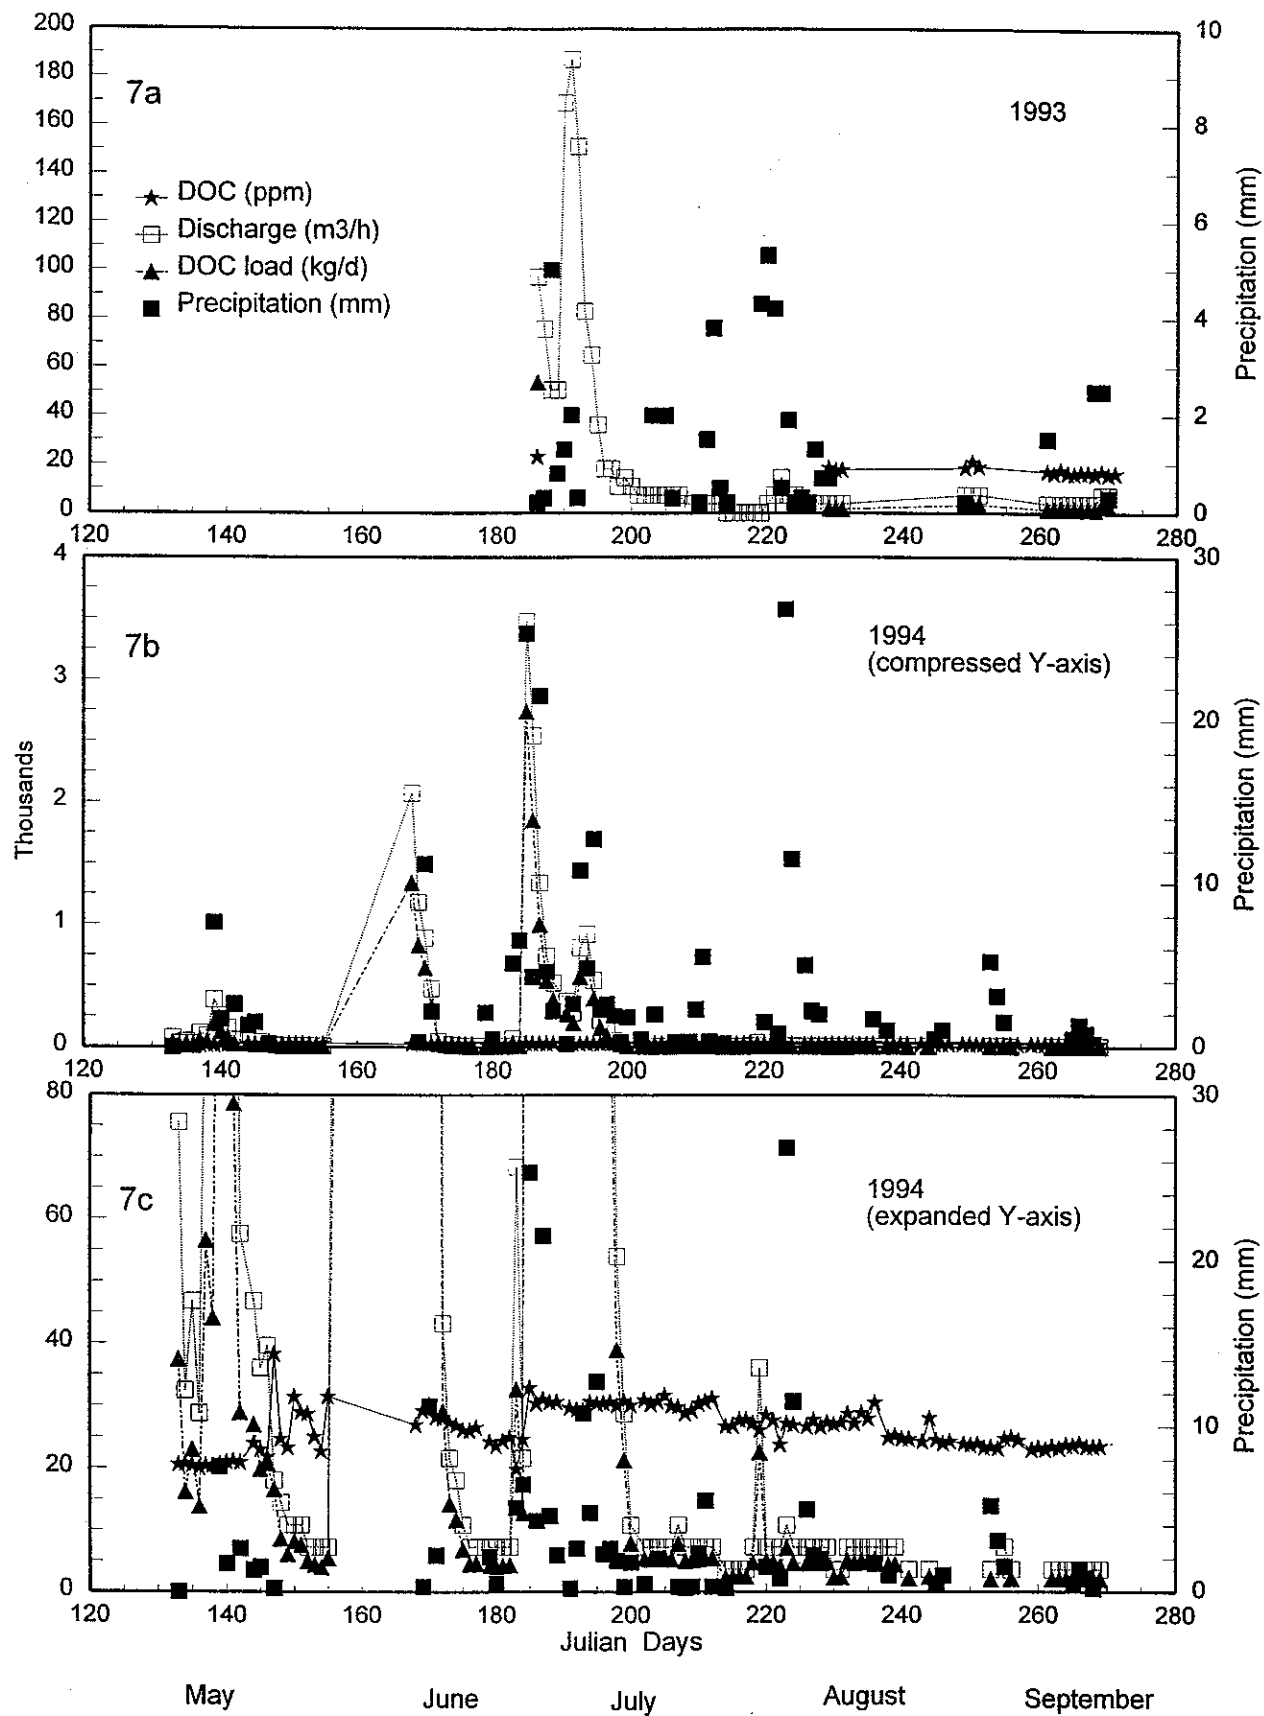 200
180
160
140
120
100
80
60
40
20
0
10
8
6
4
2
0
Precipitation (mm)
7a
1993
DOC (ppm)
Discharge (m3/h)
DOC load (kg/d)
Precipitation (mm)
120 140 160 180 200 220 240 260 280
4
3
2
1
0
Thousands
30
20
10
0
Precipitation (mm)
7b
1994
(compressed Y-axis)
120 140 160 180 200 220 240 260 280
80
60
40
20
0
30
20
10
0
Precipitation (mm)
7c
1994
(expanded Y-axis)
120 140 160 180 200 220 240 260 280
Julian Days
May June July August September